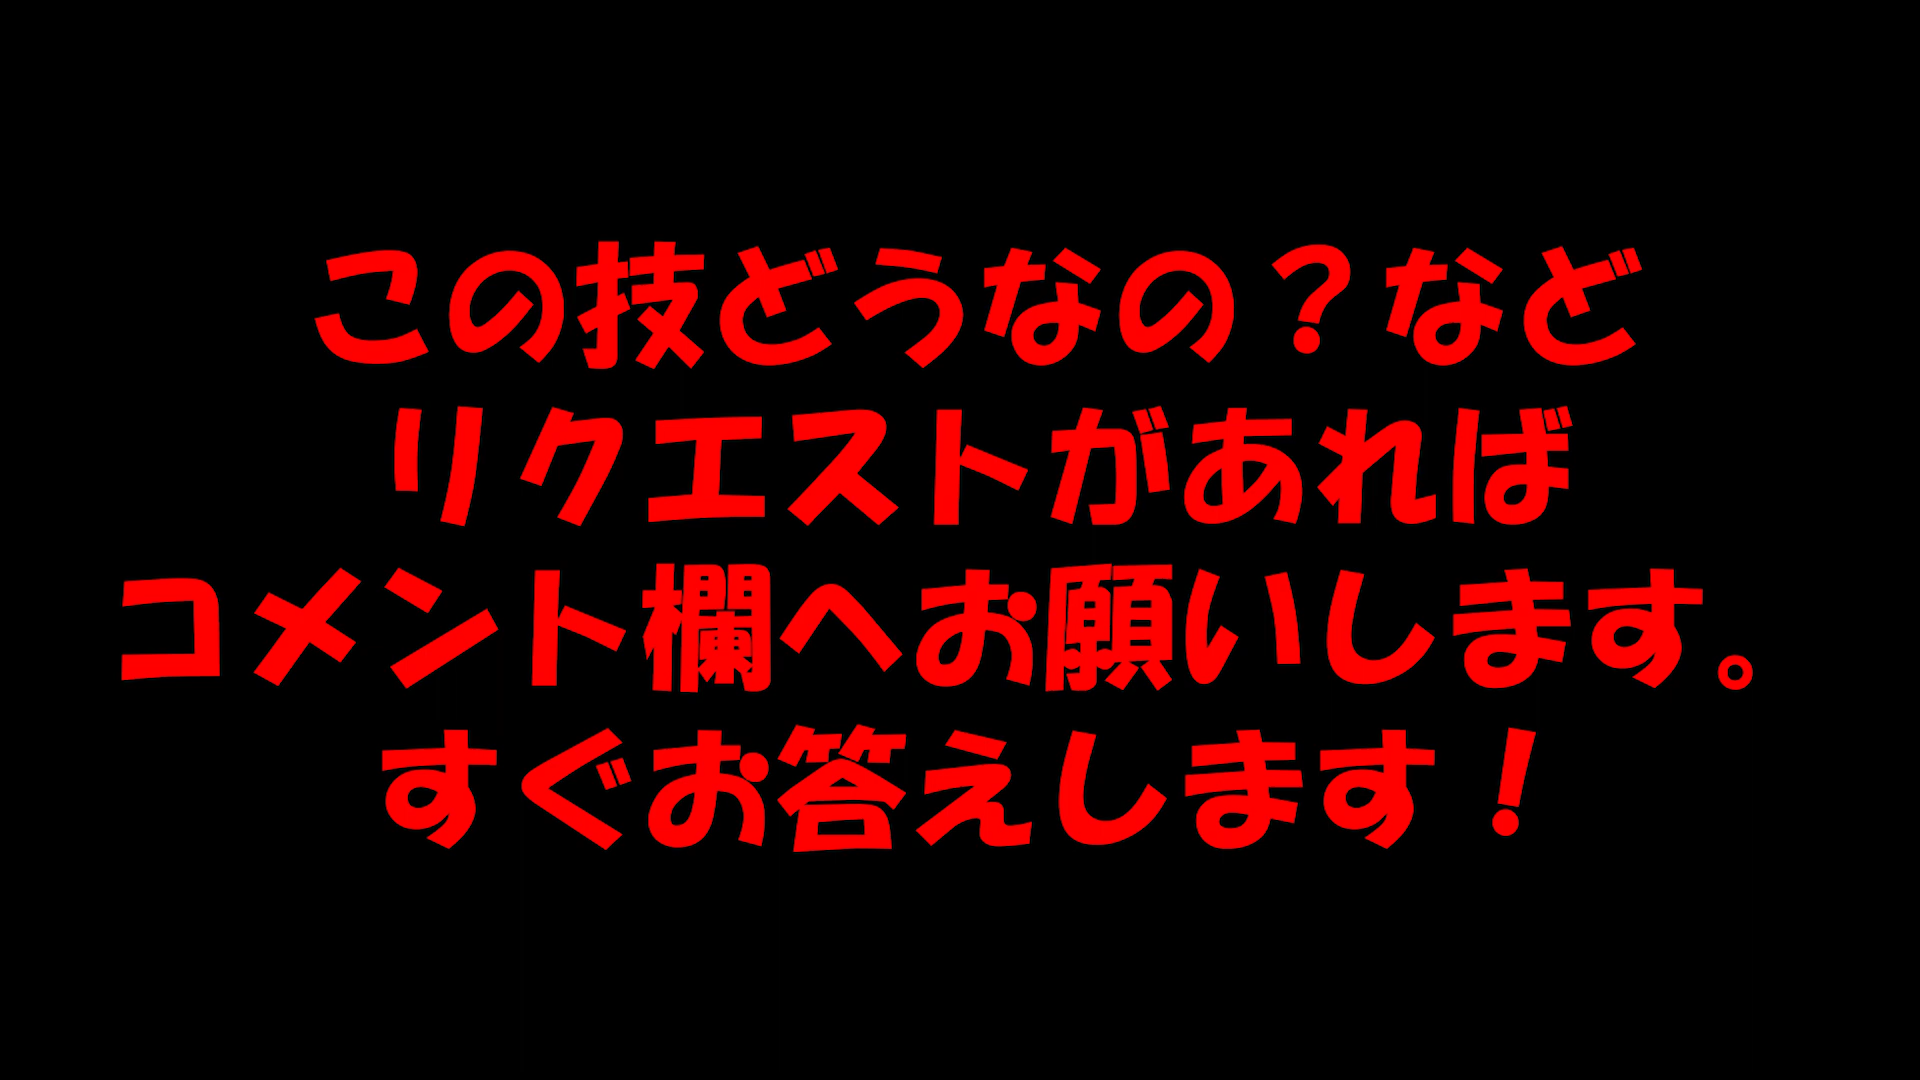 この技どうなの？など
リクエストがあれば
コメント欄へお願いします。
すぐお答えします！